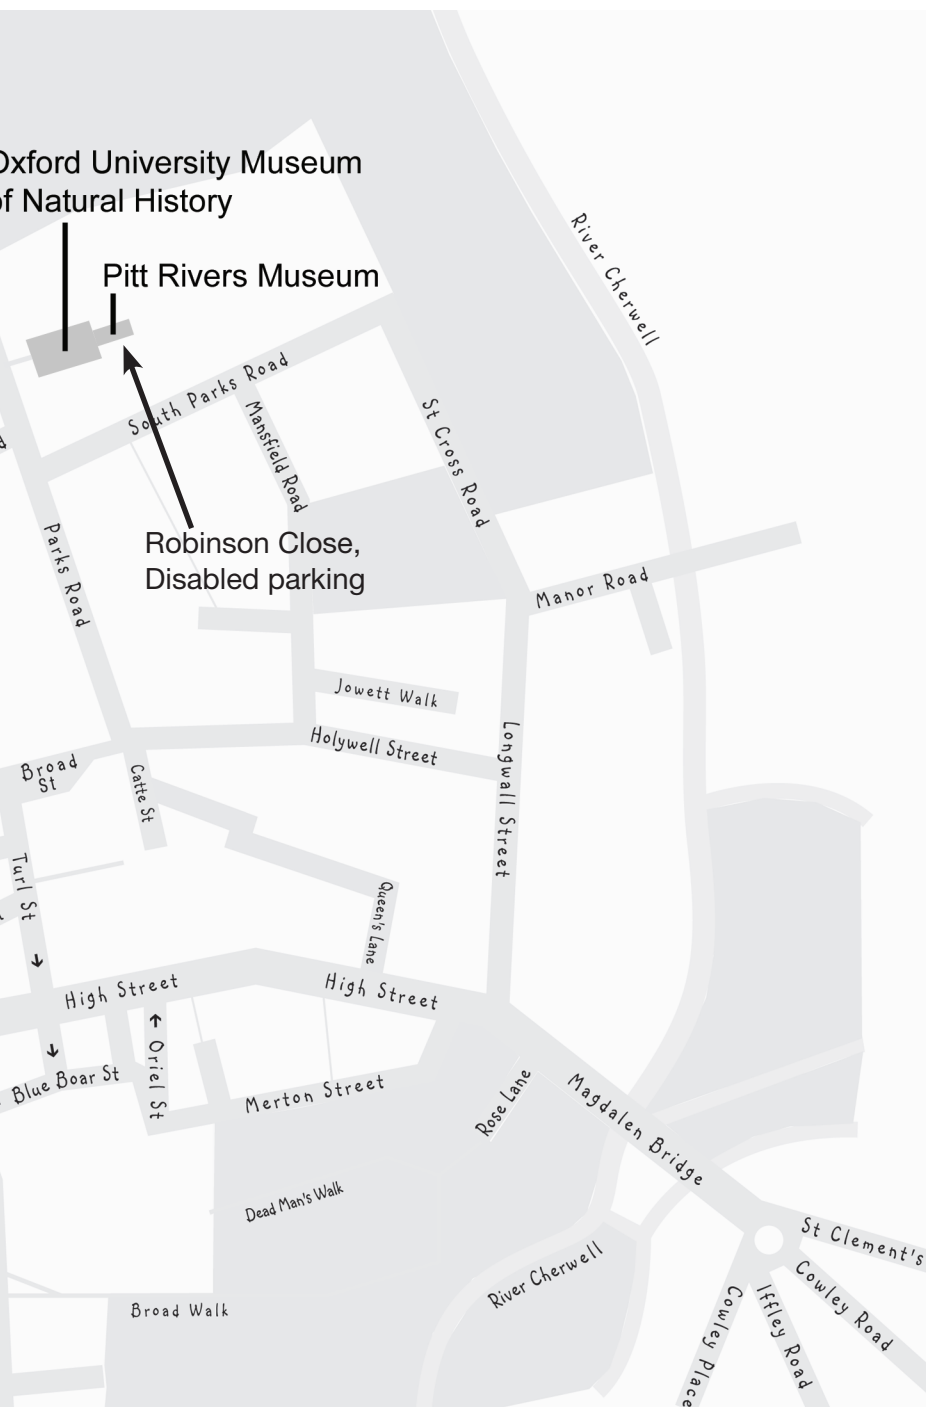 Oxford University Museum
of Natural History
Pitt Rivers Museum
River Cherwell
South Parks Road
Mansfield Road
St Cross Road
Robinson Close,
Disabled parking
Parks Road
Manor Road
Jowett Walk
Holywell Street
Longwall Street
Broad
St
Catte St
Turl St
Queen's Lane
High Street
High Street
Oriel St
Blue Boar St
Merton Street
Rose Lane
Magdalen Bridge
Dead Man's Walk
River Cherwell
Broad Walk
St Clement's
Cowley Road
Iffley Road
Cowley Place